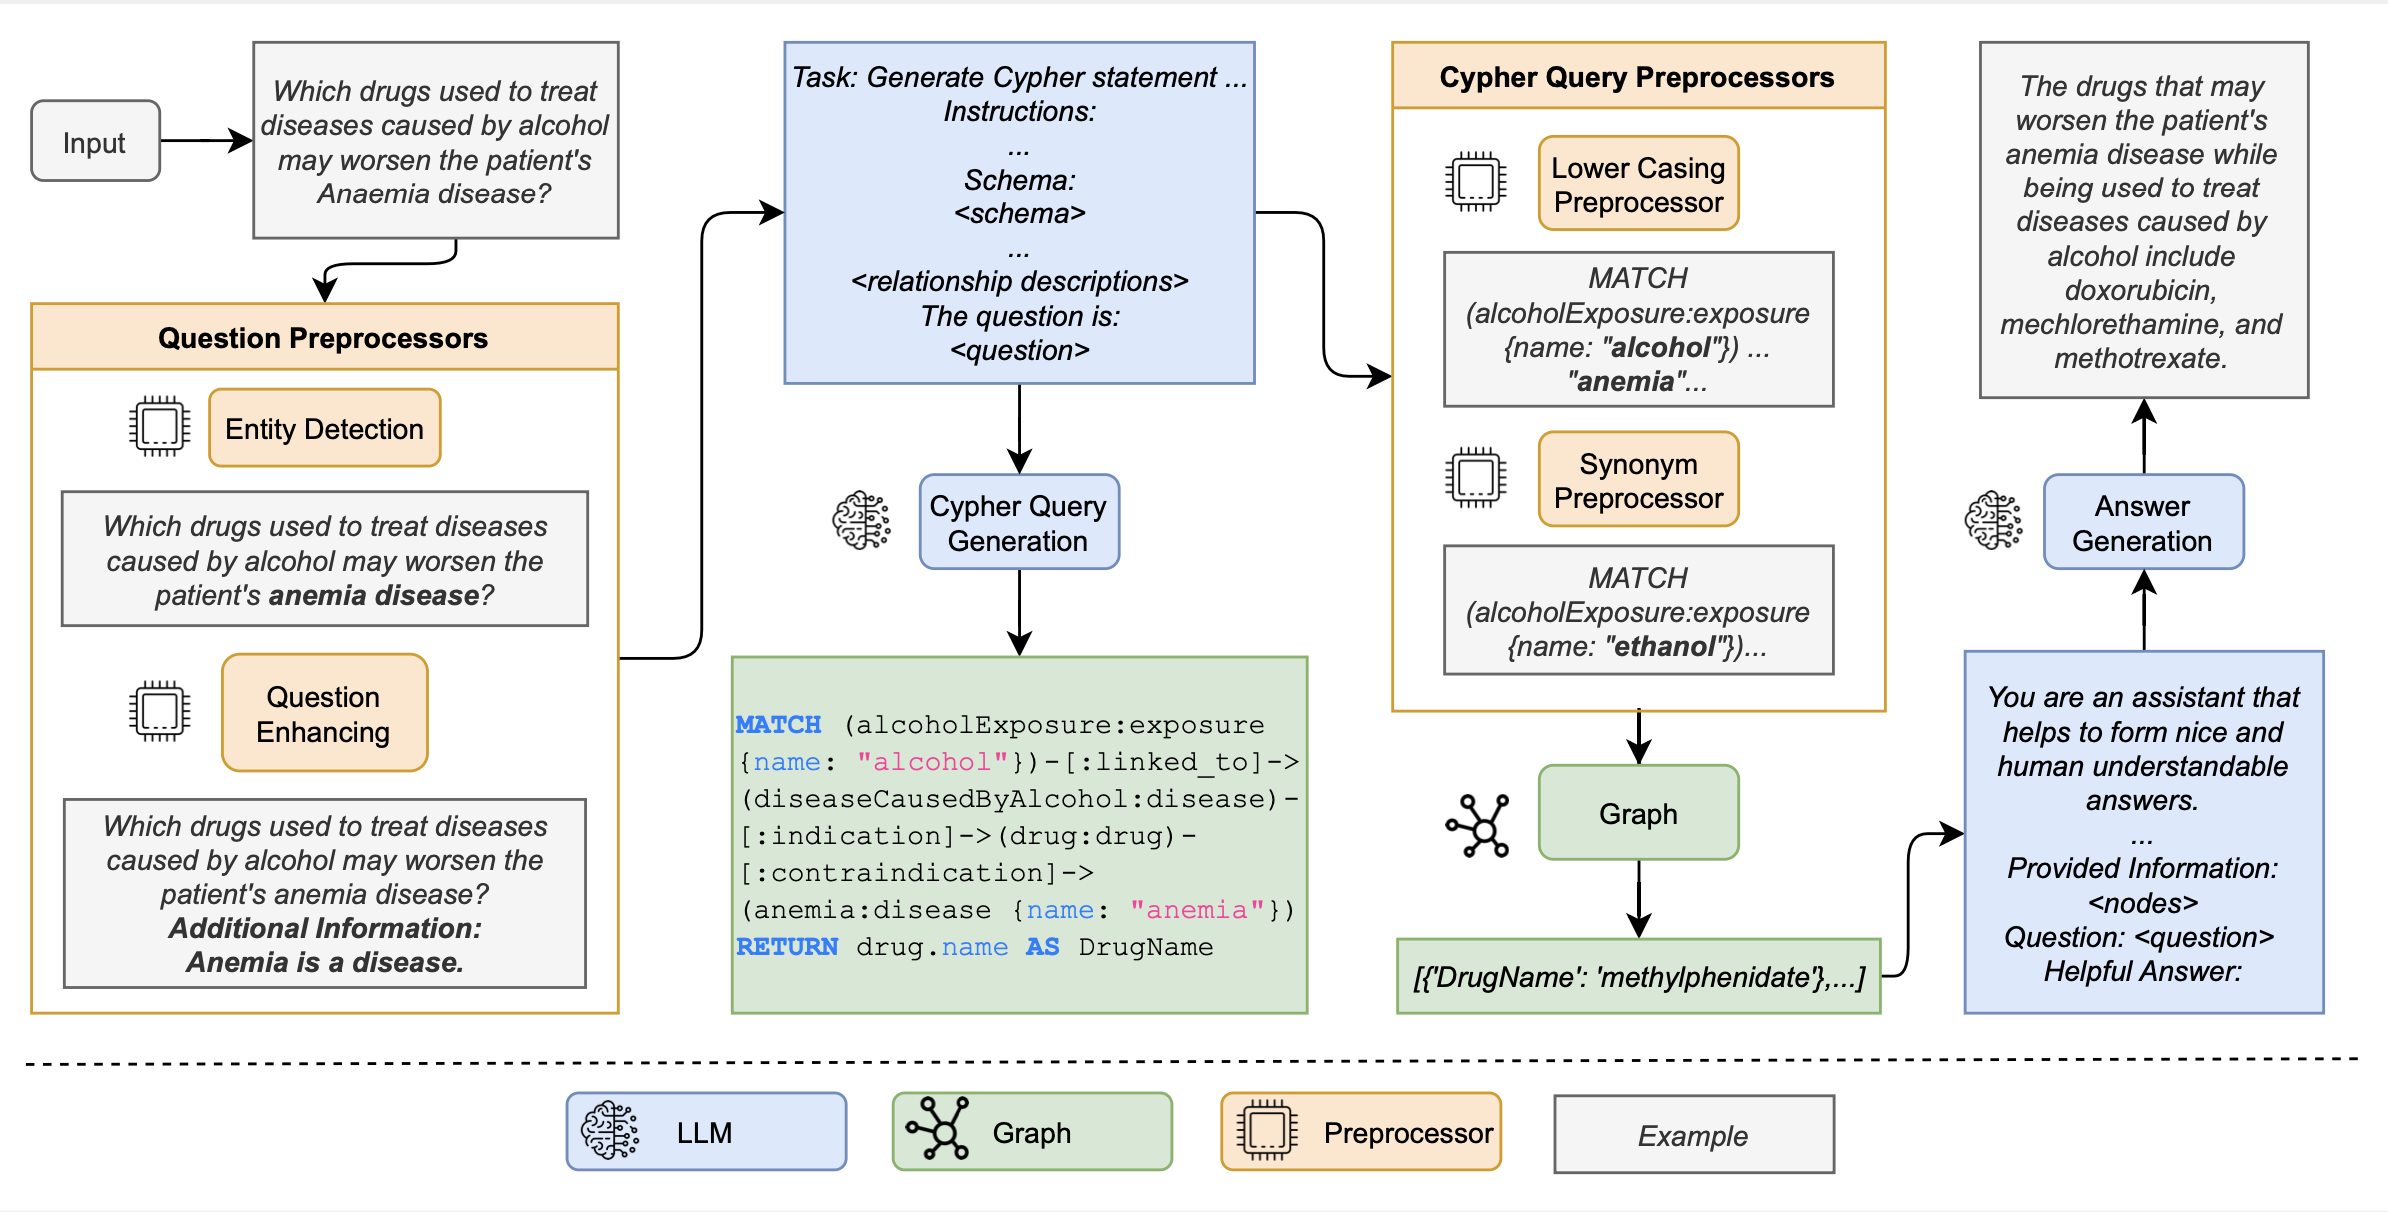 Input
Which drugs used to treat
diseases caused by alcohol
may worsen the patient's
Anaemia disease?
Question Preprocessors
Entity Detection
Which drugs used to treat diseases
caused by alcohol may worsen the
patient's anemia disease?
Question
Enhancing
Which drugs used to treat diseases
caused by alcohol may worsen the
patient's anemia disease?
Additional Information:
Anemia is a disease.
Task: Generate Cypher statement ...
Instructions:
...
Schema:
<schema>
...
<relationship descriptions>
The question is:
<question>
Cypher Query
Generation
MATCH (alcoholExposure:exposure
{name: "alcohol"})-[:linked_to]->
(diseaseCausedByAlcohol:disease)-
[:indication]->(drug:drug)-
[:contraindication]->
(anemia:disease {name: "anemia"})
RETURN drug.name AS DrugName
Cypher Query Preprocessors
Lower Casing
Preprocessor
MATCH
(alcoholExposure:exposure
{name: "alcohol"}) ...
"anemia"...
Synonym
Preprocessor
MATCH
(alcoholExposure:exposure
{name: "ethanol"})...
Graph
[{'DrugName': 'methylphenidate'},...]
You are an assistant that
helps to form nice and
human understandable
answers.
...
Provided Information:
<nodes>
Question: <question>
Helpful Answer:
Answer
Generation
The drugs that may
worsen the patient's
anemia disease while
being used to treat
diseases caused by
alcohol include
doxorubicin,
mechlorethamine, and
methotrexate.
LLM
Graph
Preprocessor
Example